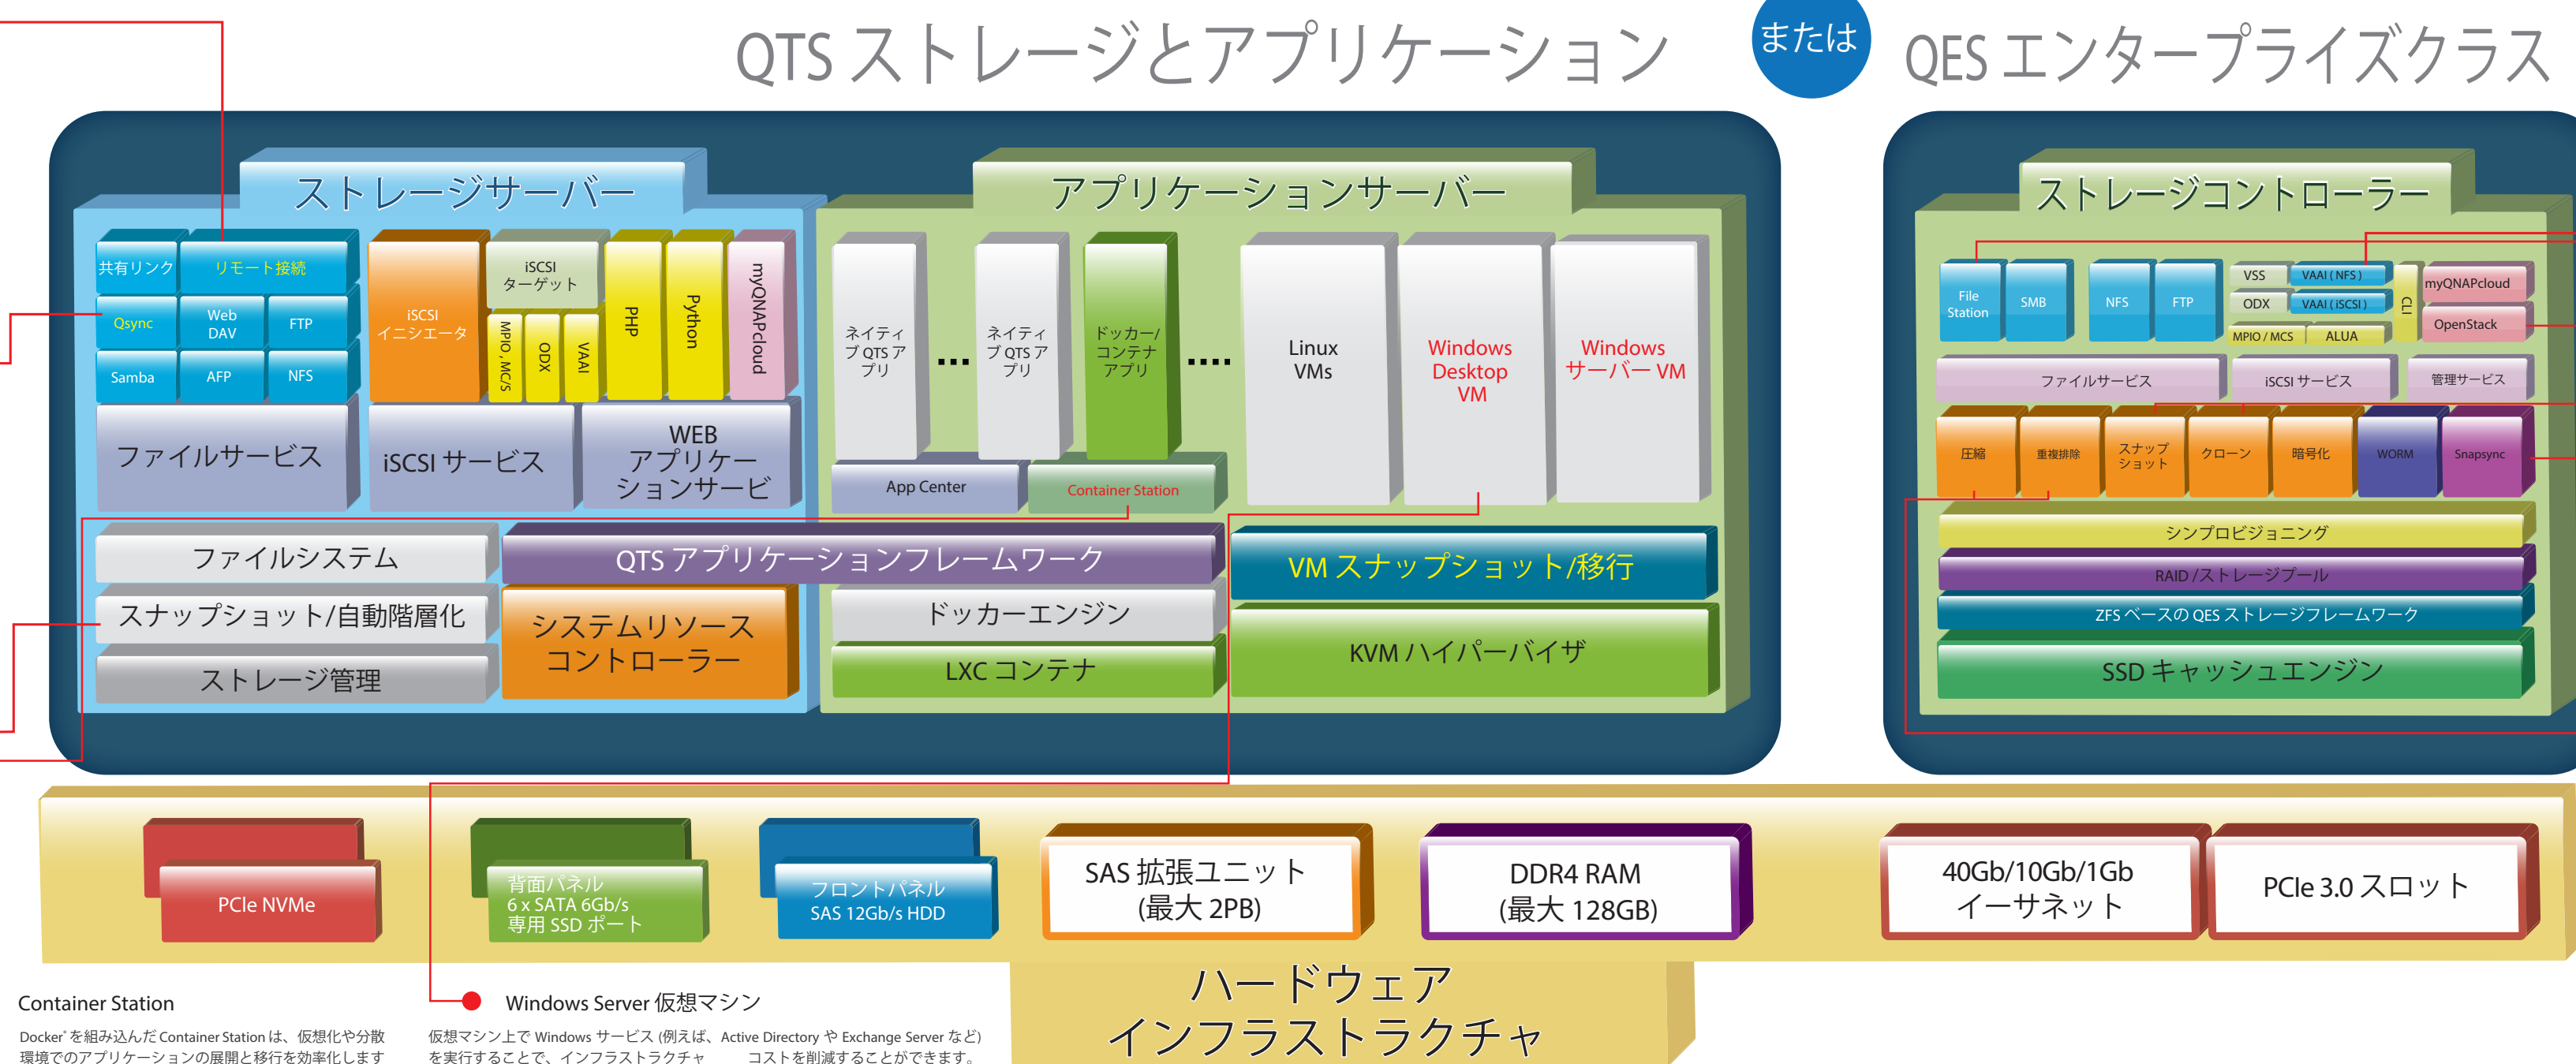 QTS ストレージとアプリケーション
または
QES エンタープライズクラス
ストレージサーバー
共有リンク
リモート接続
Qsync
Web
DAV
FTP
Samba
AFP
NFS
iSCSI
イニシエータ
iSCSI
ターゲット
MPIO , MC/S
ODX
VAAI
PHP
Python
myQNAPcloud
ファイルサービス
iSCSI サービス
WEB
アプリケー
ションサービ
ファイルシステム
スナップショット/自動階層化
ストレージ管理
QTS アプリケーションフレームワーク
システムリソース
コントローラー
アプリケーションサーバー
ネイティ
ブ QTS ア
プリ
...
ネイティ
ブ QTS ア
プリ
ドッカー/
コンテナ
アプリ
....
Linux
VMs
Windows
Desktop
VM
Windows
サーバー VM
App Center
Container Station
ドッカーエンジン
LXC コンテナ
VM スナップショット/移行
KVM ハイパーバイザ
ストレージコントローラー
File
Station
SMB
NFS
FTP
VSS
VAAI ( NFS )
ODX
VAAI ( iSCSI )
MPIO / MCS
ALUA
CLI
myQNAPcloud
OpenStack
ファイルサービス
iSCSI サービス
管理サービス
圧縮
重複排除
スナップ
ショット
クローン
暗号化
WORM
Snapsync
シンプロビジョニング
RAID /ストレージプール
ZFS ベースの QES ストレージフレームワーク
SSD キャッシュエンジン
PCIe NVMe
背面パネル
6 x SATA 6Gb/s
専用 SSD ポート
フロントパネル
SAS 12Gb/s HDD
SAS 拡張ユニット
(最大 2PB)
DDR4 RAM
(最大 128GB)
40Gb/10Gb/1Gb
イーサネット
PCIe 3.0 スロット
ハードウェア
インフラストラクチャ
Container Station
Docker® を組み込んだ Container Station は、仮想化や分散
環境でのアプリケーションの展開と移行を効率化します
Windows Server 仮想マシン
仮想マシン上で Windows サービス (例えば、Active Directory や Exchange Server など)
を実行することで、インフラストラクチャ コストを削減することができます。